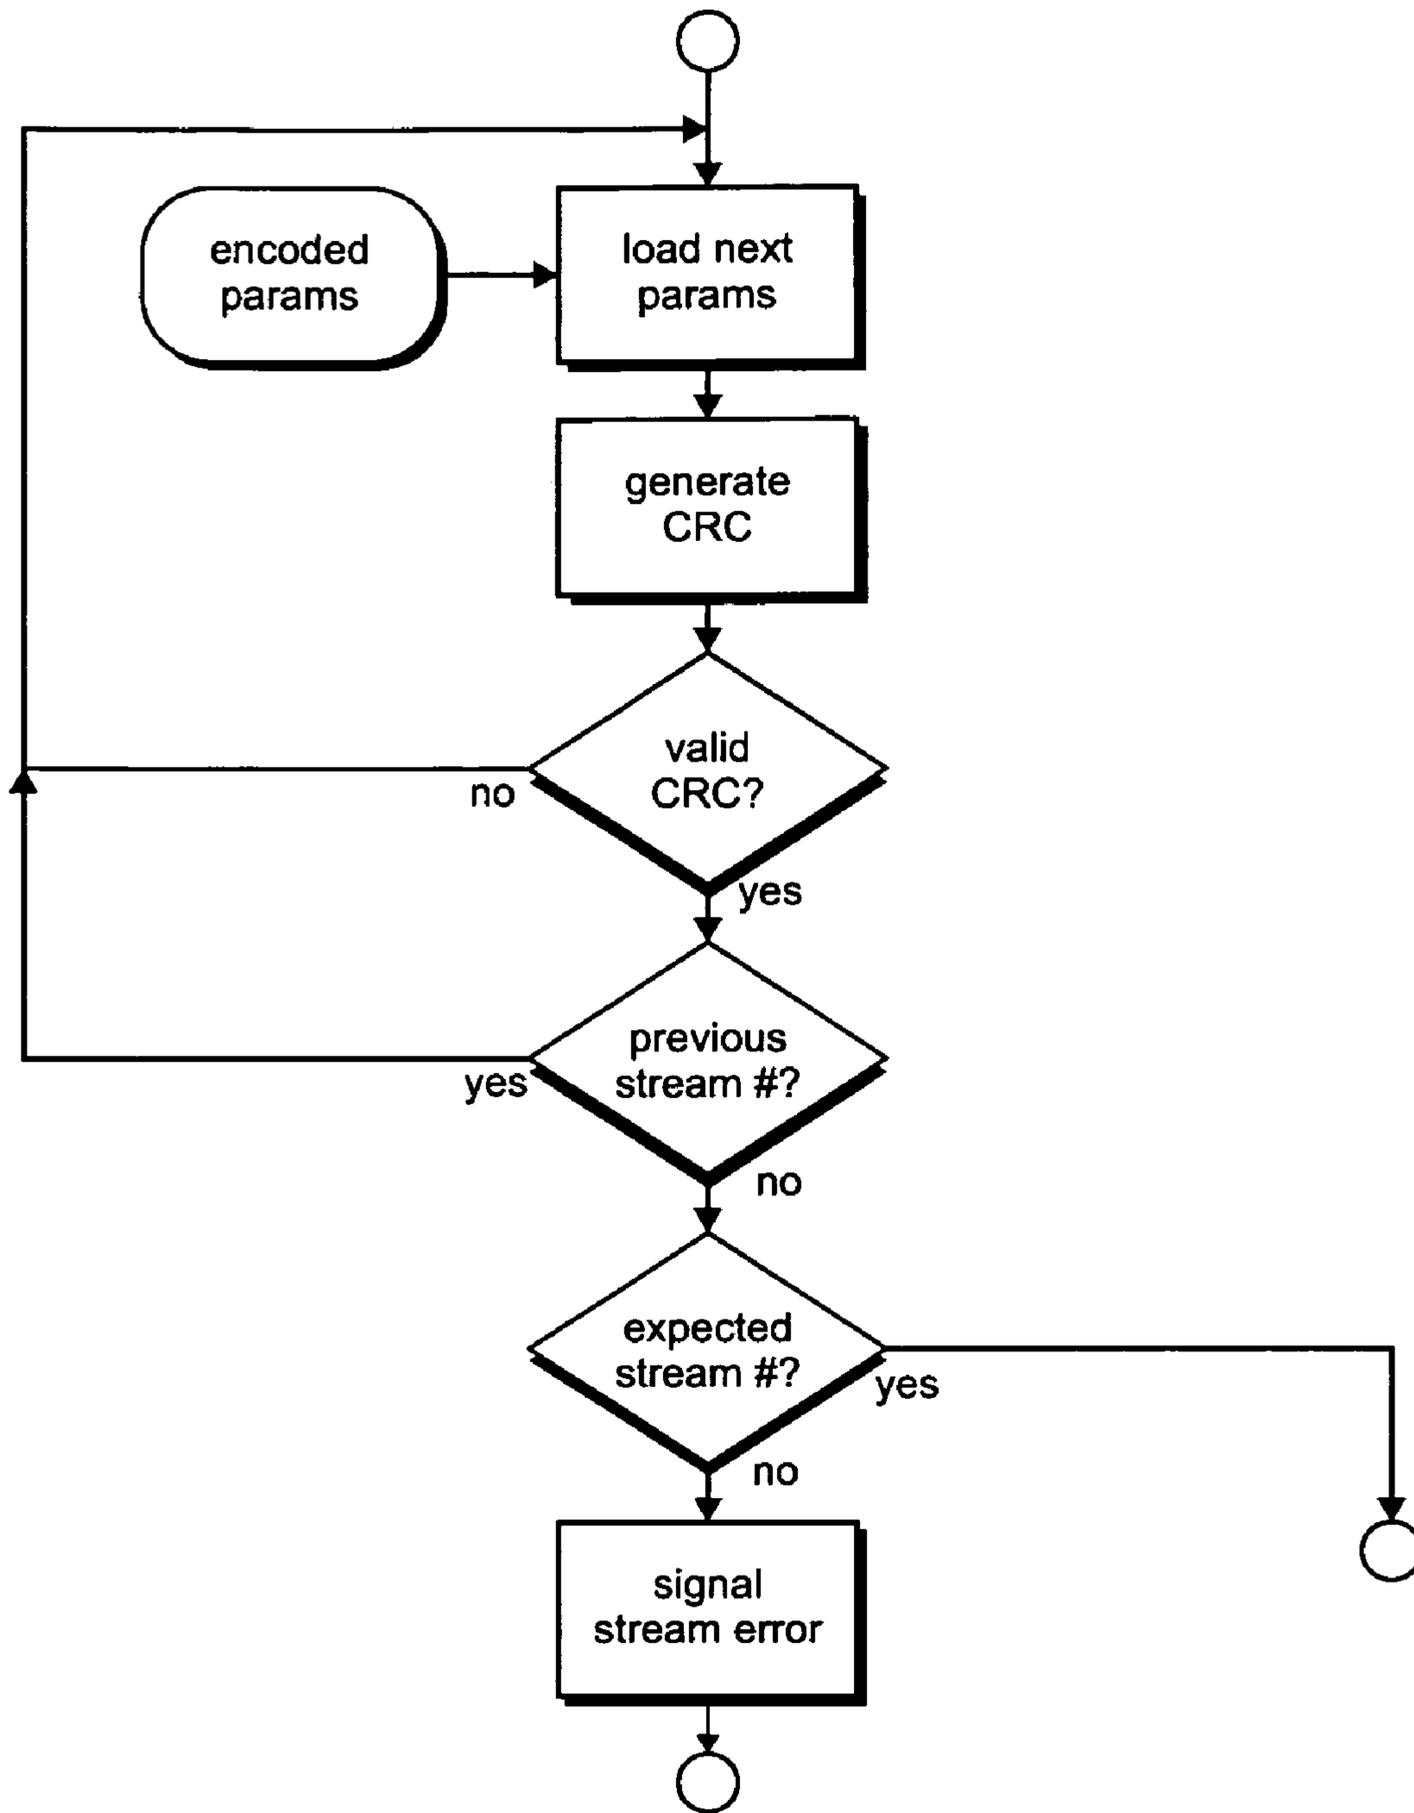 encoded
params
load next
params
generate
CRC
valid
CRC?
no
yes
previous
stream #?
yes
no
expected
stream #?
yes
no
signal
stream error